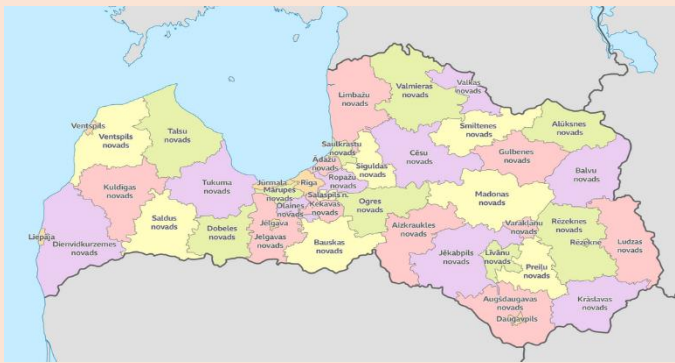 Ventspils
Ventspils
novads
Talsu
novads
Kuldīgas
novads
Tukuma
novads
Saldus
novads
Dobeles
novads
Liepāja
Dienvidkurzemes
novads
Jūrmala
Mārupes
novads
Rīga
Olaines
novads
Jelgava
Jelgavas
novads
Saulkrastu
novads
Ādažu
novads
Ropažu
novads
Salaspils
Ķekavas
novads
Siguldas
novads
Bauskas
novads
Ogres
novads
Limbažu
novads
Valmieras
novads
Valkas
novads
Cēsu
novads
Smiltenes
novads
Alūksnes
novads
Gulbenes
novads
Balvu
novads
Madonas
novads
Aizkraukles
novads
Jēkabpils
novads
Varakļānu
novads
Līvānu
novads
Preiļu
novads
Rēzeknes
novads
Rēzekne
Ludzas
novads
Augšdaugavas
novads
Daugavpils
Krāslavas
novads